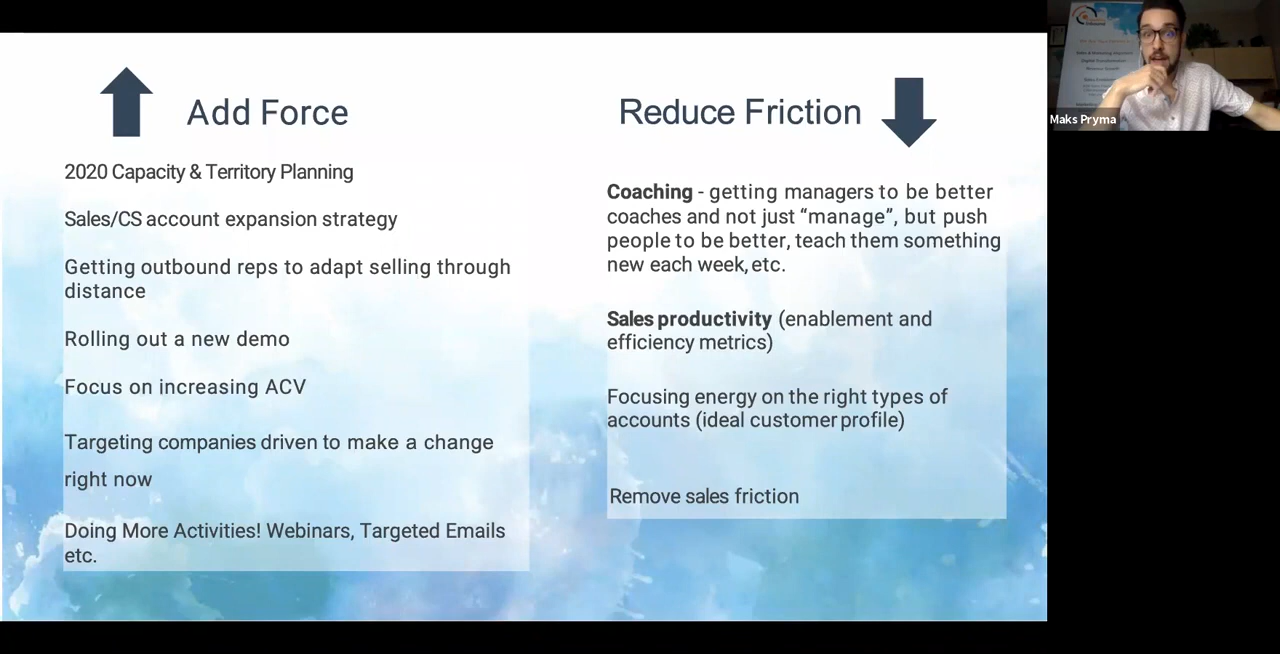 Add Force
2020 Capacity & Territory Planning
Sales/CS account expansion strategy
Getting outbound reps to adapt selling through
distance
Rolling out a new demo
Focus on increasing ACV
Targeting companies driven to make a change
right now
Doing More Activities! Webinars, Targeted Emails
etc.
Reduce Friction
Coaching - getting managers to be better
coaches and not just “manage”, but push
people to be better, teach them something
new each week, etc.
Sales productivity (enablement and
efficiency metrics)
Focusing energy on the right types of
accounts (ideal customer profile)
Remove sales friction
Maks Pryma